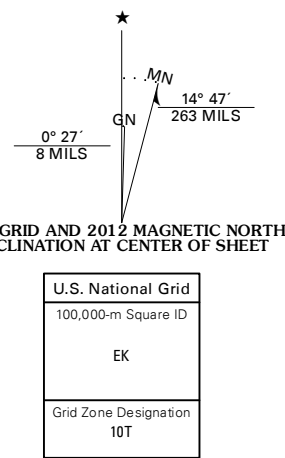 ★
MN
GN
14° 47´
263 MILS
0° 27´
8 MILS
GRID AND 2012 MAGNETIC NORTH
CLINATION AT CENTER OF SHEET
U.S. National Grid
100,000-m Square ID
EK
Grid Zone Designation
10T